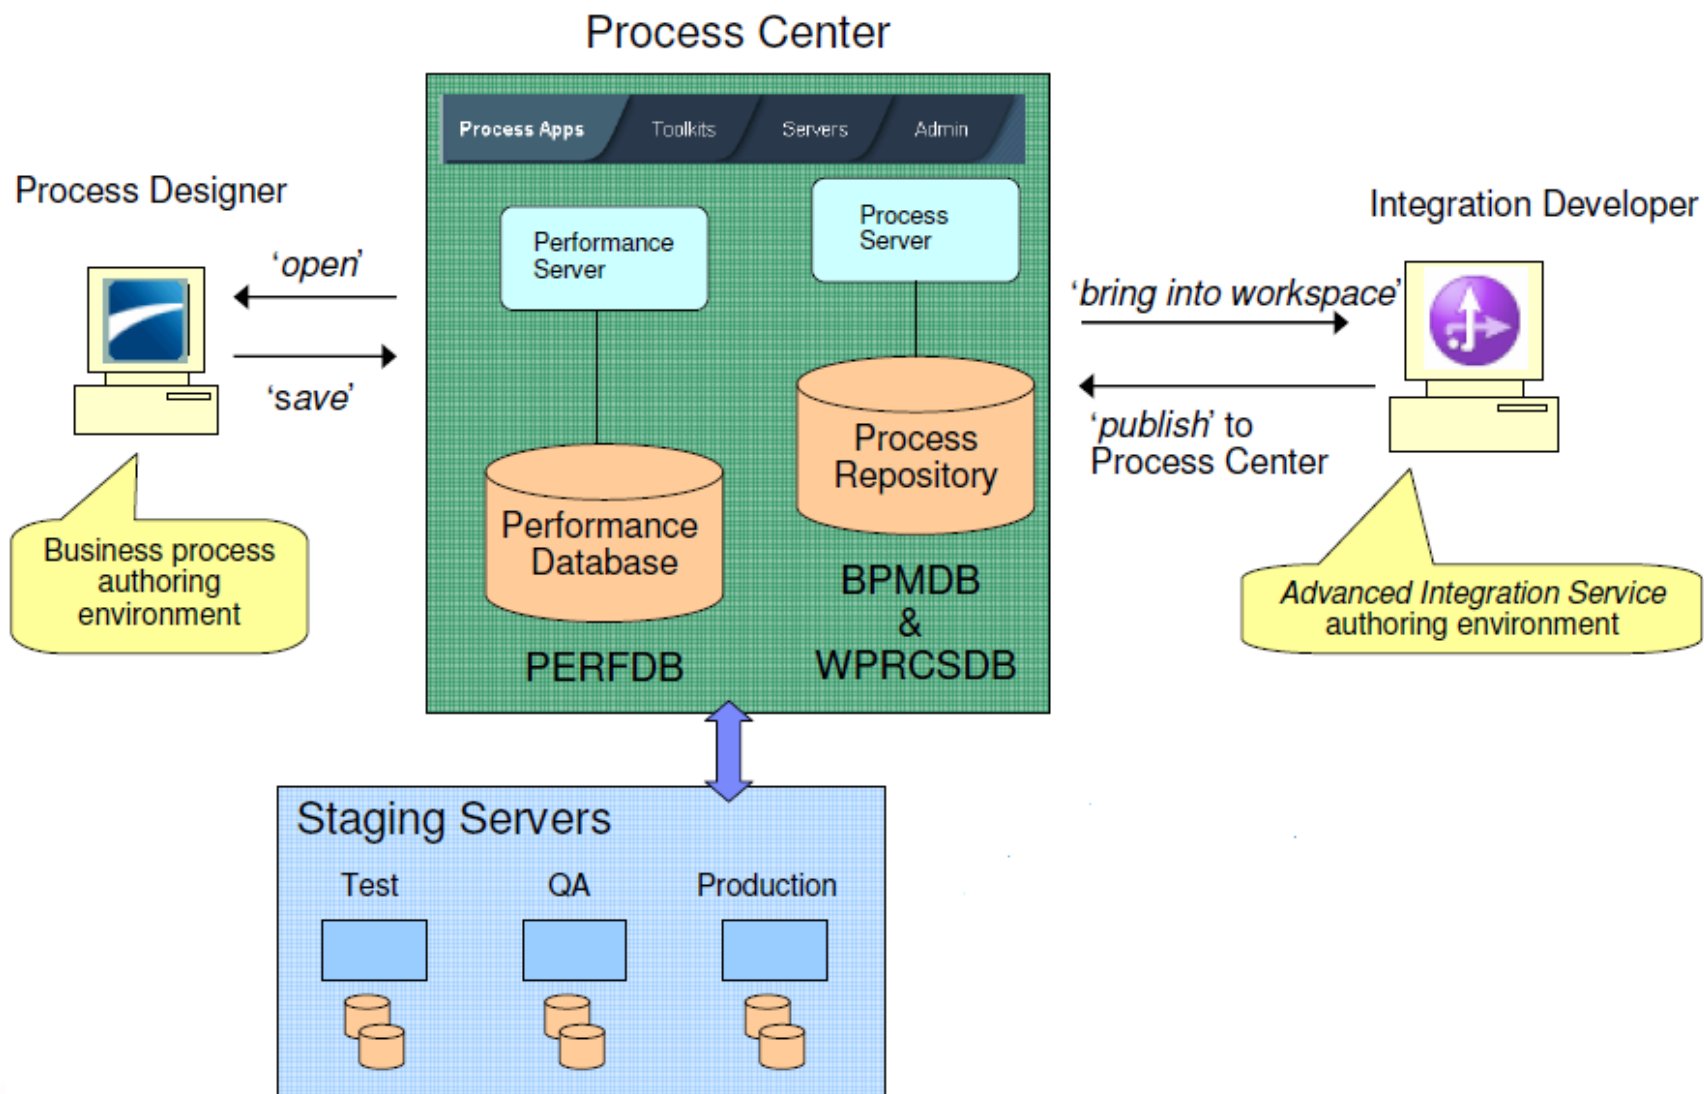 Process Center
Process Apps
Toolkits
Servers
Admin
Process Designer
Integration Developer
Performance
Server
Process
Server
‘open’
‘save’
‘bring into workspace’
‘publish’ to
Process Center
Process
Repository
Performance
Database
BPMDB
&
WPRCSDB
PERFDB
Business process
authoring
environment
Advanced Integration Service
authoring environment
Staging Servers
Test
QA
Production